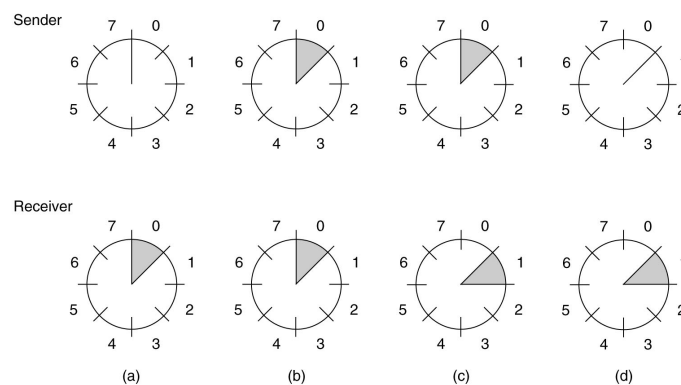 Sender
7 0 7 0 7 0 7 0
6 1 6 1 6 1 6
5 2 5 2 5 2 5 2
4 3 4 3 4 3 4 3
Receiver
7 0 7 0 7 0 7 0
6 1 6 1 6 1 6 1
5 2 5 2 5 2 5 2
4 3 4 3 4 3 4 3
(a) (b) (c) (d)